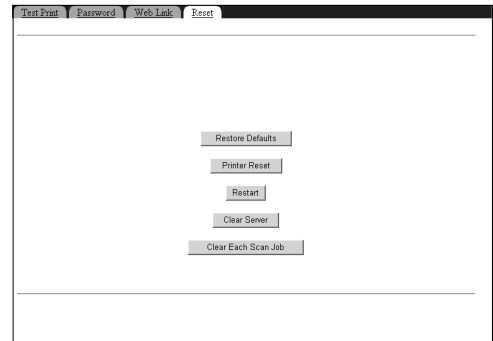 Test Print Password Web Link Reset
Restore Defaults
Printer Reset
Restart
Clear Server
Clear Each Scan Job